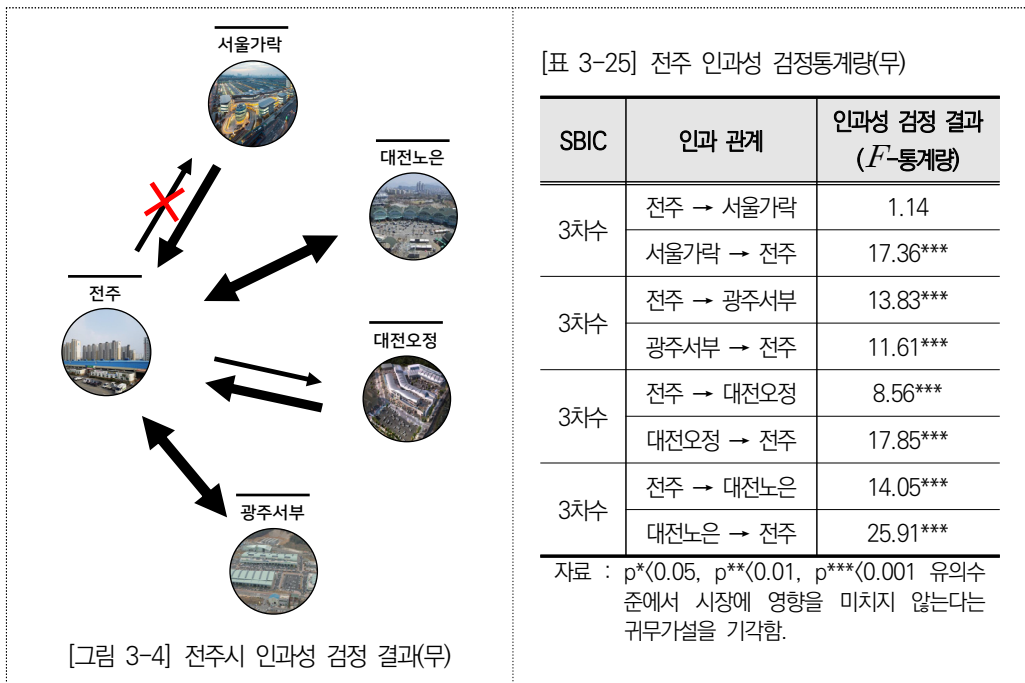 서울가락
대전노은
전주
대전오정
광주서부
[그림 3-4] 전주시 인과성 검정 결과(무)
[표 3-25] 전주 인과성 검정통계량(무)
SBIC 인과 관계 인과성 검정 결과
(F-통계량)
3차수 전주 → 서울가락 1.14
서울가락 → 전주 17.36***
3차수 전주 → 광주서부 13.83***
광주서부 → 전주 11.61***
3차수 전주 → 대전오정 8.56***
대전오정 → 전주 17.85***
3차수 전주 → 대전노은 14.05***
대전노은 → 전주 25.91***
자료 : p*<0.05, p**<0.01, p***<0.001 유의수
준에서 시장에 영향을 미치지 않는다는
귀무가설을 기각함.